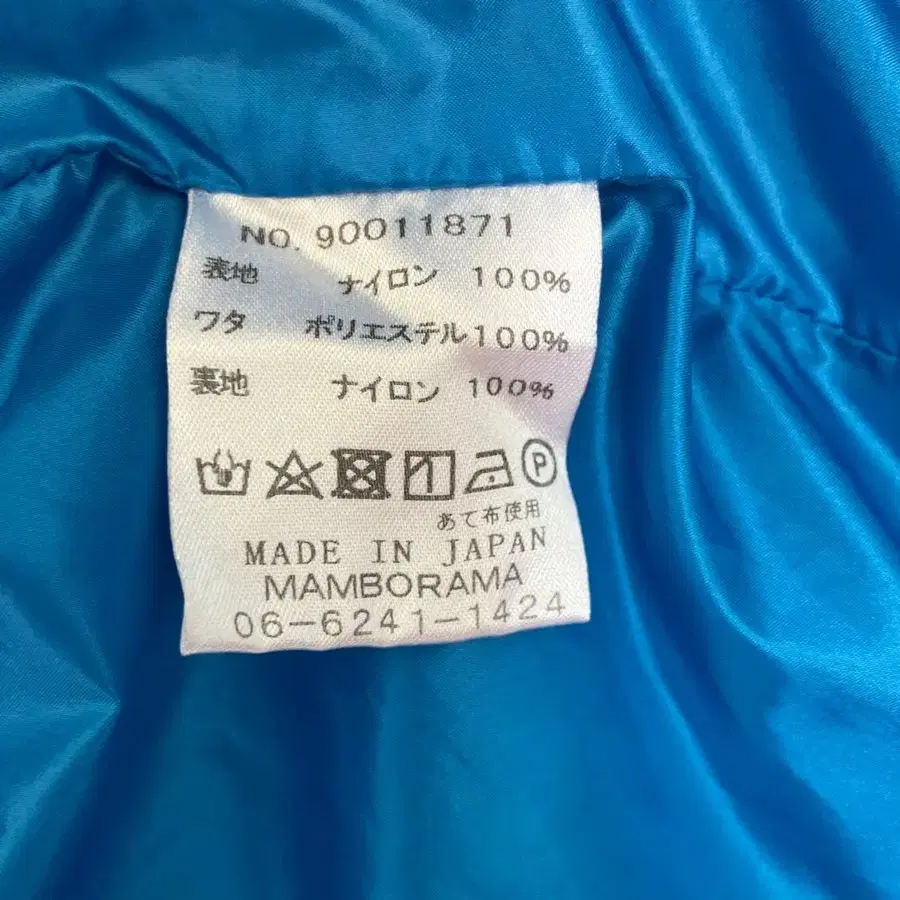 NO. 90011871
表地 ナイロン 100%
ワタ ポリエステル100%
裏地 ナイロン 100%
P
あて布使用
MADE IN JAPAN
MAMBORAMA
06-6241-1424